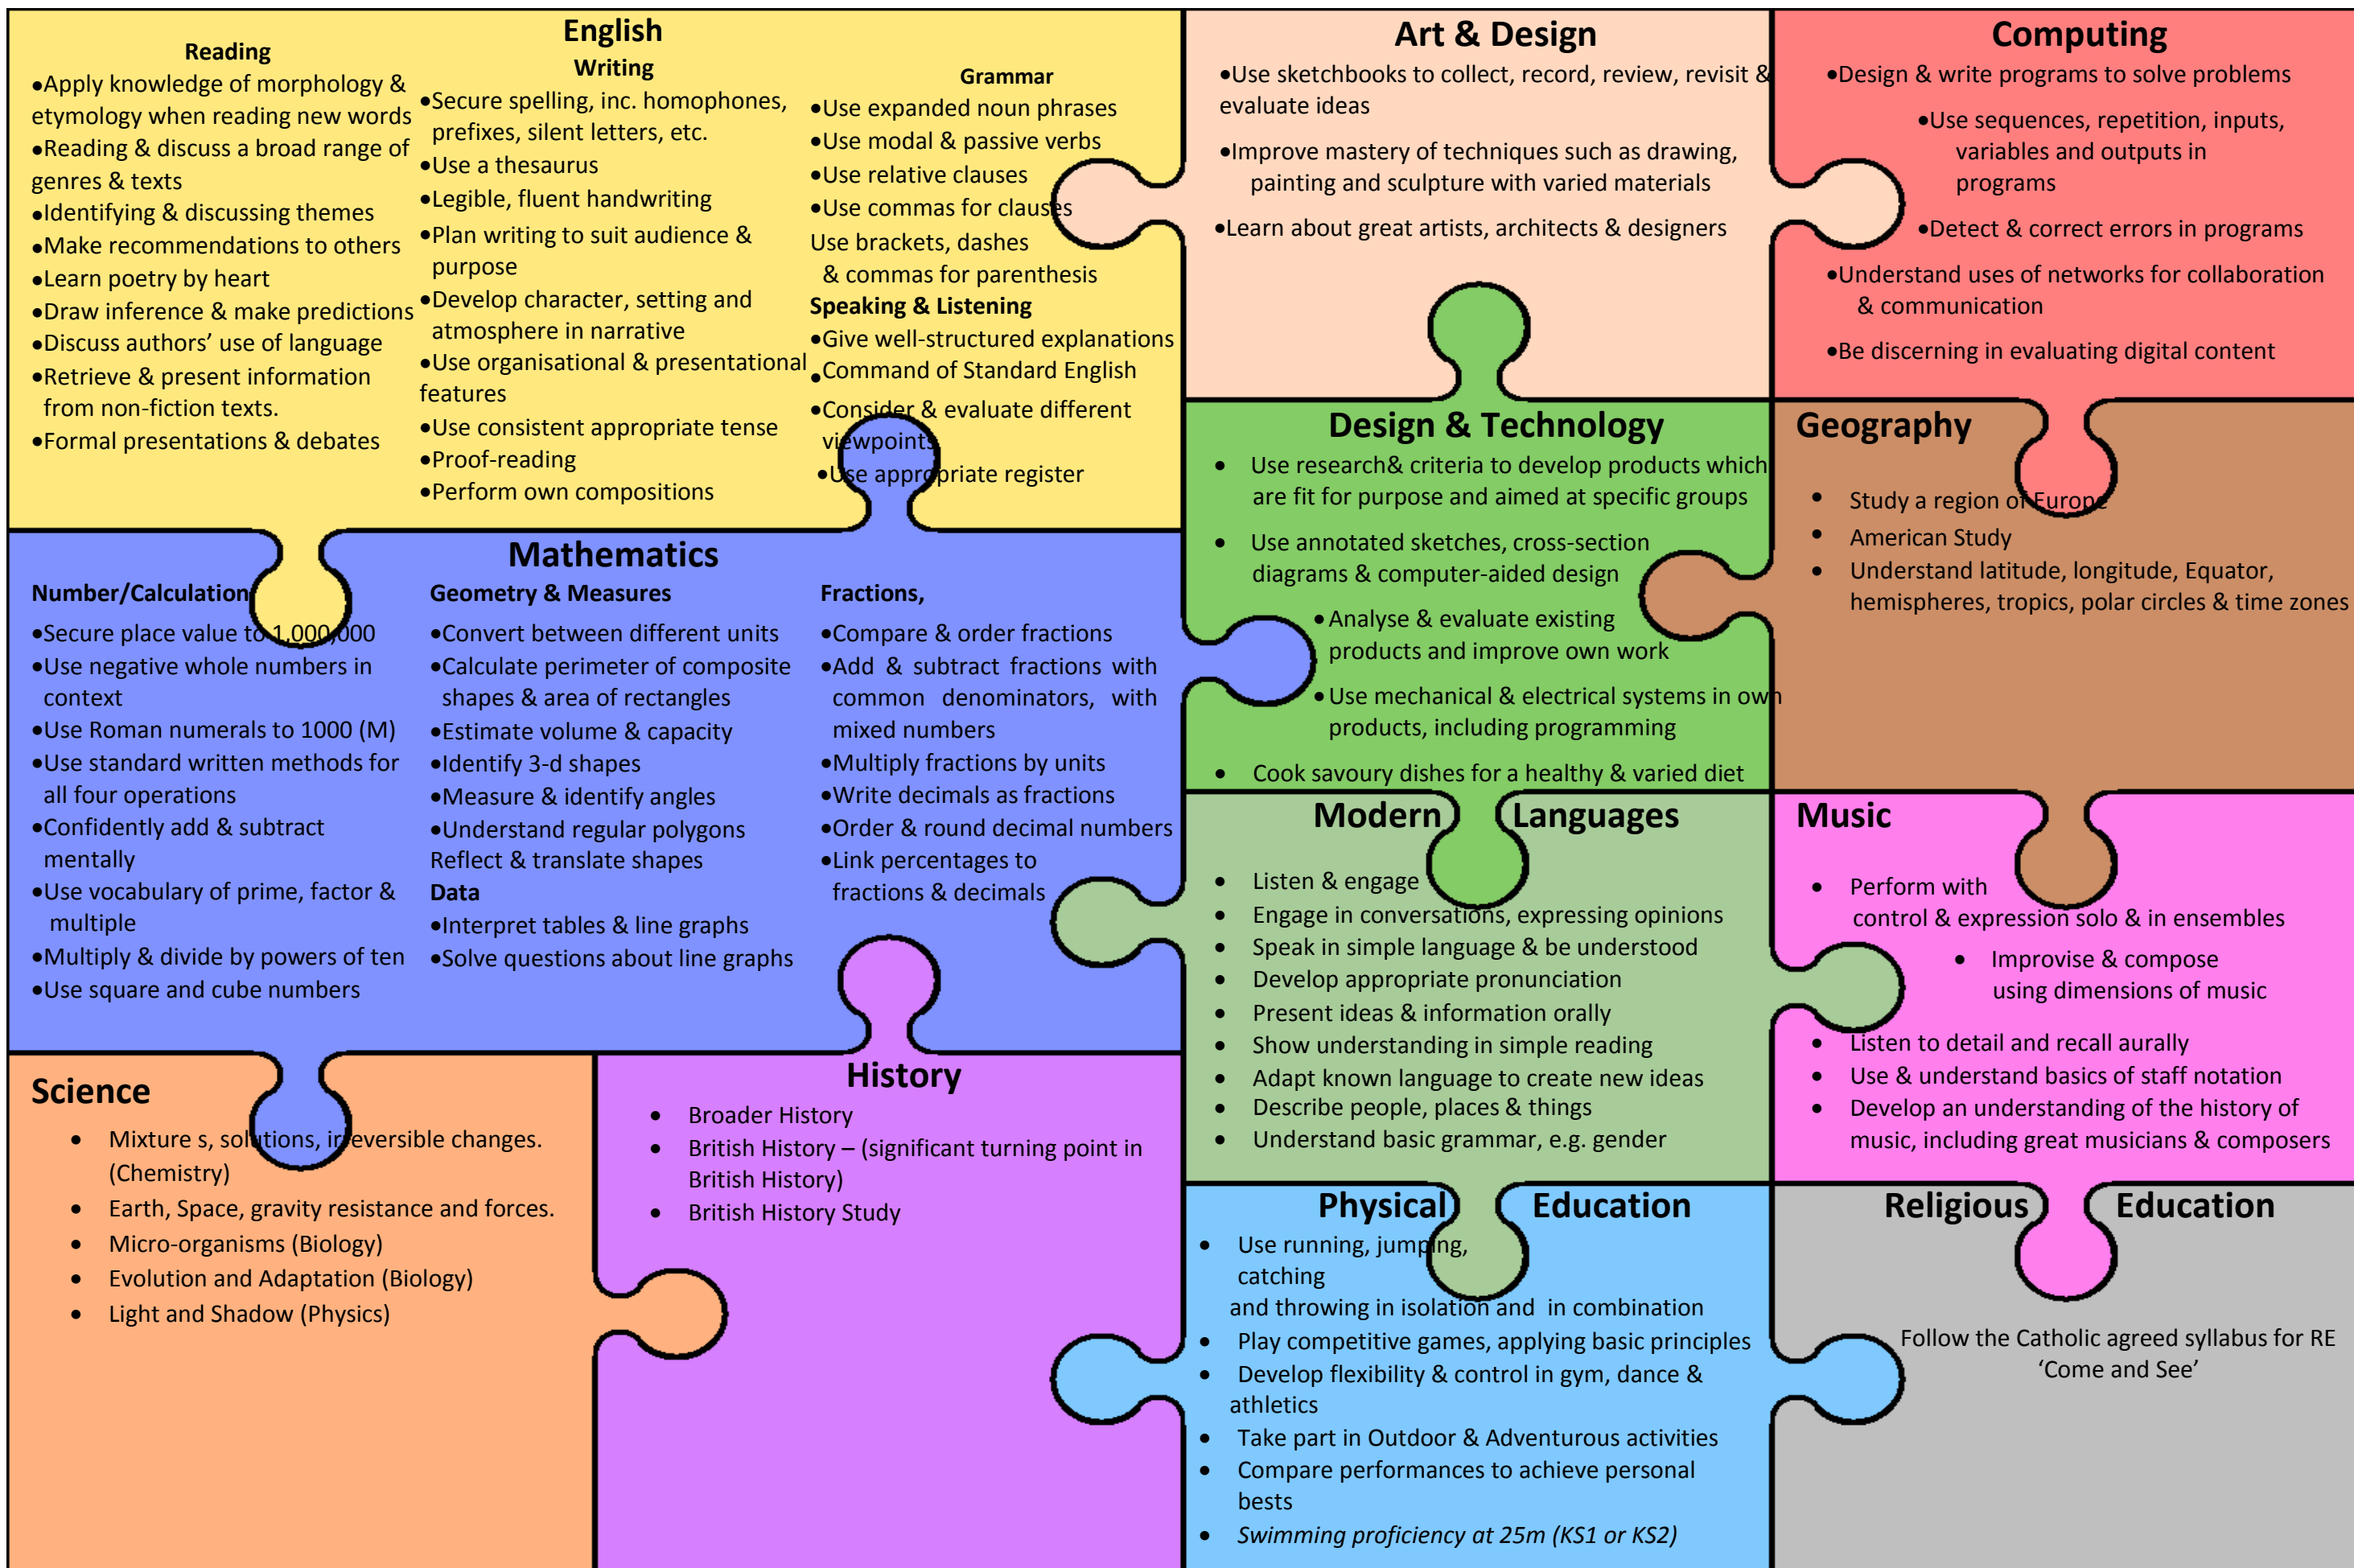 English
Reading
•Apply knowledge of morphology &
etymology when reading new words
•Reading & discuss a broad range of
genres & texts
•Identifying & discussing themes
•Make recommendations to others
•Learn poetry by heart
•Draw inference & make predictions
•Discuss authors’ use of language
•Retrieve & present information
from non-fiction texts.
•Formal presentations & debates
Writing
•Secure spelling, inc. homophones,
prefixes, silent letters, etc.
•Use a thesaurus
•Legible, fluent handwriting
•Plan writing to suit audience &
purpose
•Develop character, setting and
atmosphere in narrative
•Use organisational & presentational
features
•Use consistent appropriate tense
•Proof-reading
•Perform own compositions
Grammar
•Use expanded noun phrases
•Use modal & passive verbs
•Use relative clauses
•Use commas for clauses
Use brackets, dashes
& commas for parenthesis
Speaking & Listening
•Give well-structured explanations
•Command of Standard English
•Consider & evaluate different
viewpoints
•Use appropriate register
Art & Design
•Use sketchbooks to collect, record, review, revisit &
evaluate ideas
•Improve mastery of techniques such as drawing,
painting and sculpture with varied materials
•Learn about great artists, architects & designers
Computing
•Design & write programs to solve problems
•Use sequences, repetition, inputs,
variables and outputs in
programs
•Detect & correct errors in programs
•Understand uses of networks for collaboration
& communication
•Be discerning in evaluating digital content
Design & Technology
• Use research& criteria to develop products which
are fit for purpose and aimed at specific groups
• Use annotated sketches, cross-section
diagrams & computer-aided design
• Analyse & evaluate existing
products and improve own work
• Use mechanical & electrical systems in own
products, including programming
• Cook savoury dishes for a healthy & varied diet
Geography
• Study a region of Europe
• American Study
• Understand latitude, longitude, Equator,
hemispheres, tropics, polar circles & time zones
Mathematics
Number/Calculation
•Secure place value to 1,000,000
•Use negative whole numbers in
context
•Use Roman numerals to 1000 (M)
•Use standard written methods for
all four operations
•Confidently add & subtract
mentally
•Use vocabulary of prime, factor &
multiple
•Multiply & divide by powers of ten
•Use square and cube numbers
Geometry & Measures
•Convert between different units
•Calculate perimeter of composite
shapes & area of rectangles
•Estimate volume & capacity
•Identify 3-d shapes
•Measure & identify angles
•Understand regular polygons
Reflect & translate shapes
Data
•Interpret tables & line graphs
•Solve questions about line graphs
Fractions,
•Compare & order fractions
•Add & subtract fractions with
common denominators, with
mixed numbers
•Multiply fractions by units
•Write decimals as fractions
•Order & round decimal numbers
•Link percentages to
fractions & decimals
Modern Languages
• Listen & engage
• Engage in conversations, expressing opinions
• Speak in simple language & be understood
• Develop appropriate pronunciation
• Present ideas & information orally
• Show understanding in simple reading
• Adapt known language to create new ideas
• Describe people, places & things
• Understand basic grammar, e.g. gender
Music
• Perform with
control & expression solo & in ensembles
• Improvise & compose
using dimensions of music
• Listen to detail and recall aurally
• Use & understand basics of staff notation
• Develop an understanding of the history of
music, including great musicians & composers
Science
• Mixture s, solutions, irreversible changes.
(Chemistry)
• Earth, Space, gravity resistance and forces.
• Micro-organisms (Biology)
• Evolution and Adaptation (Biology)
• Light and Shadow (Physics)
History
• Broader History
• British History – (significant turning point in
British History)
• British History Study
Physical Education
• Use running, jumping,
catching
and throwing in isolation and in combination
• Play competitive games, applying basic principles
• Develop flexibility & control in gym, dance &
athletics
• Take part in Outdoor & Adventurous activities
• Compare performances to achieve personal
bests
• Swimming proficiency at 25m (KS1 or KS2)
Religious Education
Follow the Catholic agreed syllabus for RE
‘Come and See’